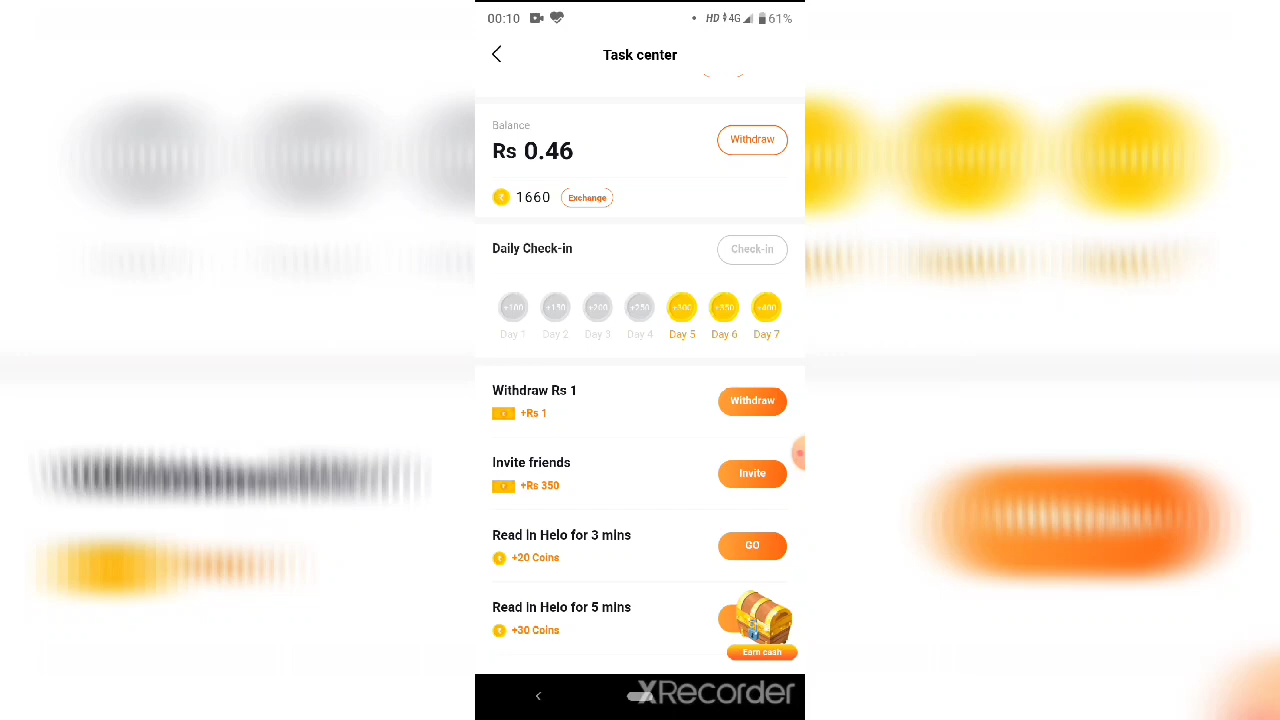 00:10 HD 4G 61%
Task center
Balance
Rs 0.46
Withdraw
1660 Exchange
Daily Check-in
Check-in
+100 +150 +200 +250 +300 +350 +400
Day 1 Day 2 Day 3 Day 4 Day 5 Day 6 Day 7
Withdraw Rs 1
+Rs 1
Withdraw
Invite friends
+Rs 350
Invite
Read in Helo for 3 mins
+20 Coins
GO
Read in Helo for 5 mins
+30 Coins
Earn cash
XRecorder